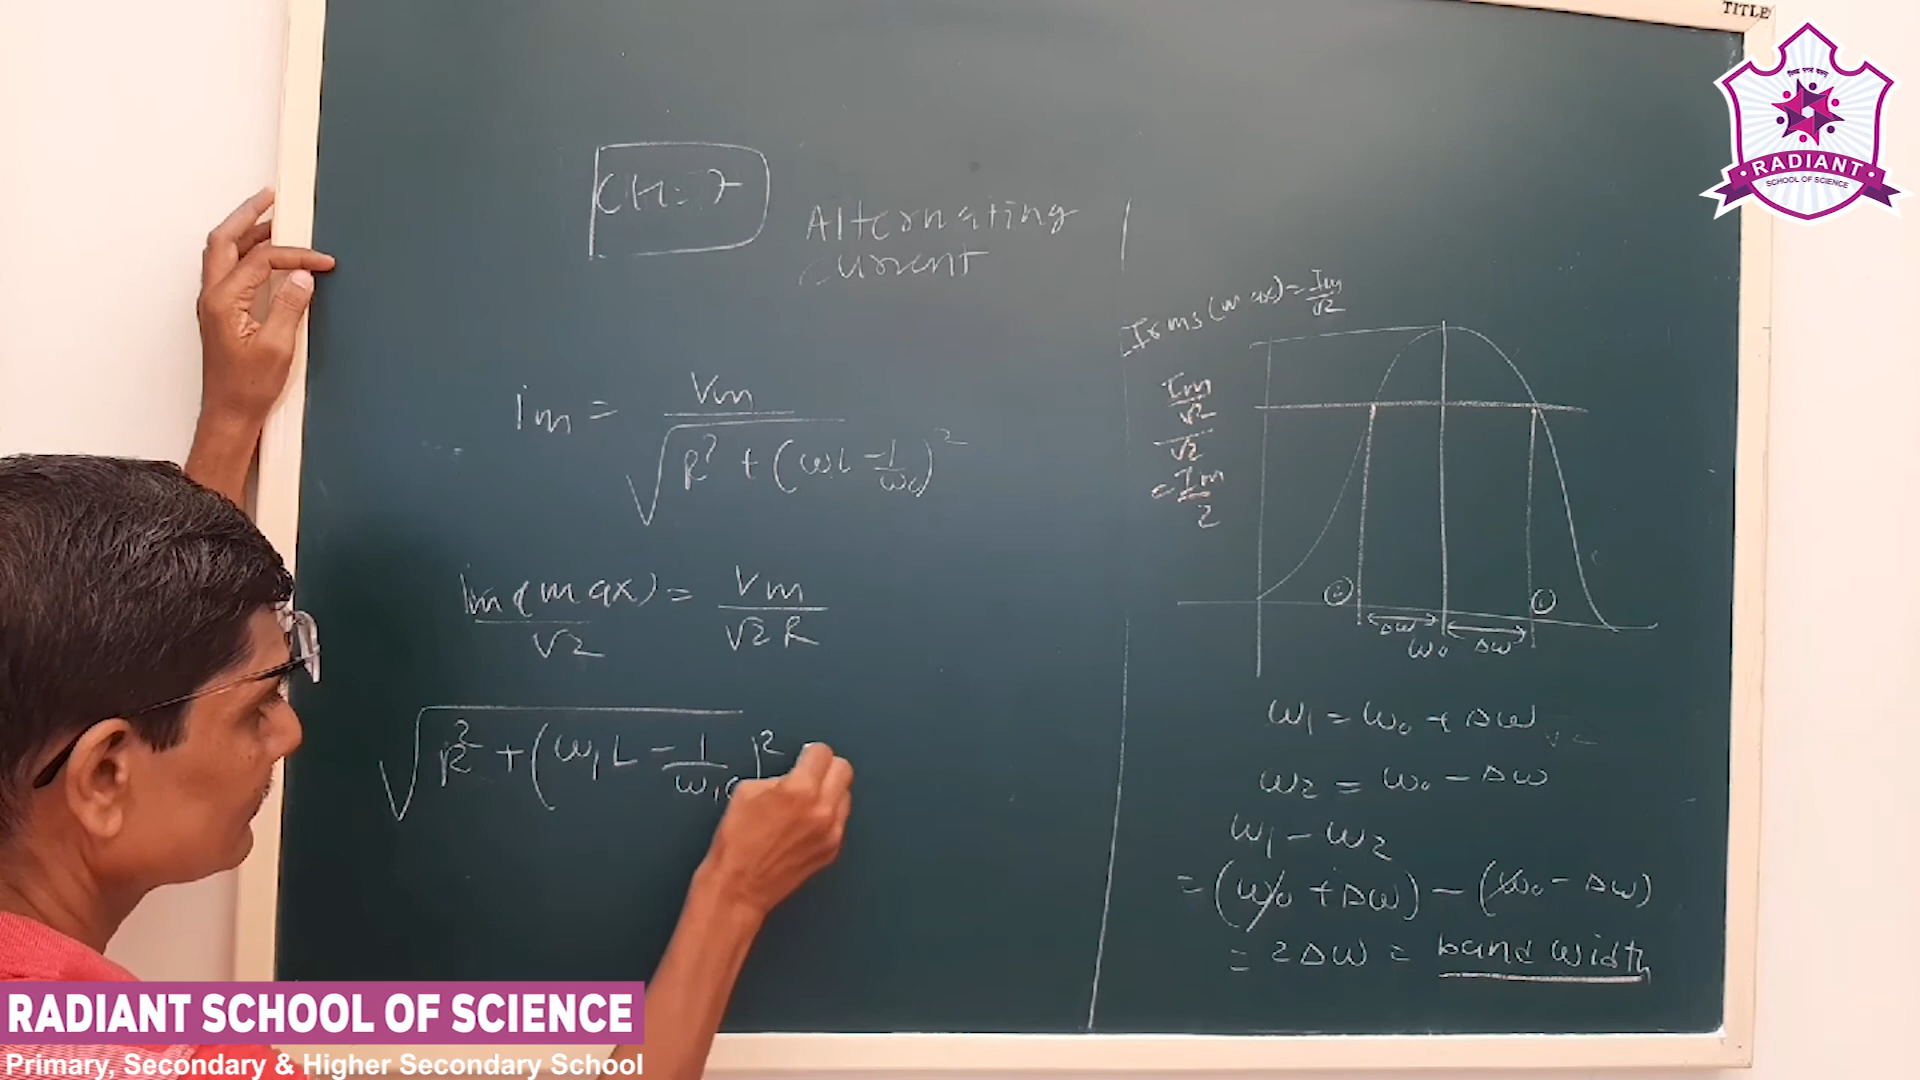 TITLE
RADIANT
SCHOOL OF SCIENCE
CH=7
Alternating
current
im = Vm / √(R² + (ωL - 1/ωc)²)
im(max)/√2 = Vm/√2 R
√(R² + (ω₁L - 1/ω₁c)²
Irms(max) = Im/√2
Im/√2
√2
= Im/2
② ①
Δω ω₀ Δω
ω₁ = ω₀ + Δω
ω₂ = ω₀ - Δω
ω₁ - ω₂
= (ω₀ + Δω) - (ω₀ - Δω)
= 2Δω = band width
RADIANT SCHOOL OF SCIENCE
Primary, Secondary & Higher Secondary School